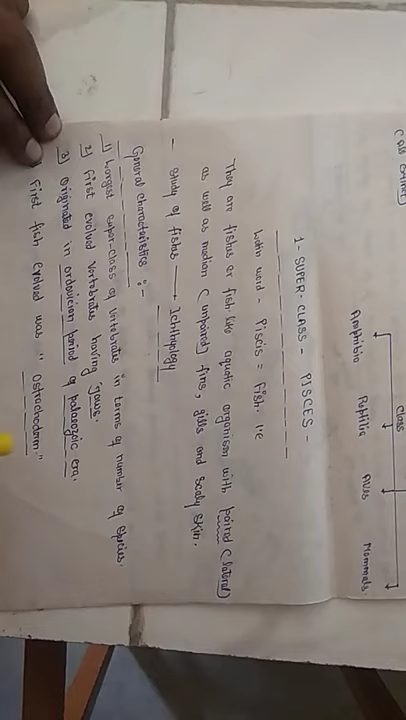 (All
Class
Amphibia Reptilia Aves Mammals.
1 - SUPER - CLASS - PISCES -
Latin word - Piscis = Fish. i.e
They are fishes or fish like aquatic organism with paired (lateral)
as well as median (unpaired) fins, gills and scaly skin.
- Study of fishes → Ichthyology
General characteristics :-
1) Largest super-class of vertebrates in terms of number of species.
2) First evolved vertebrates having Jaws.
3) Originated in ordovician period of palaeozoic era.
First fish evolved was "Ostracoderm."